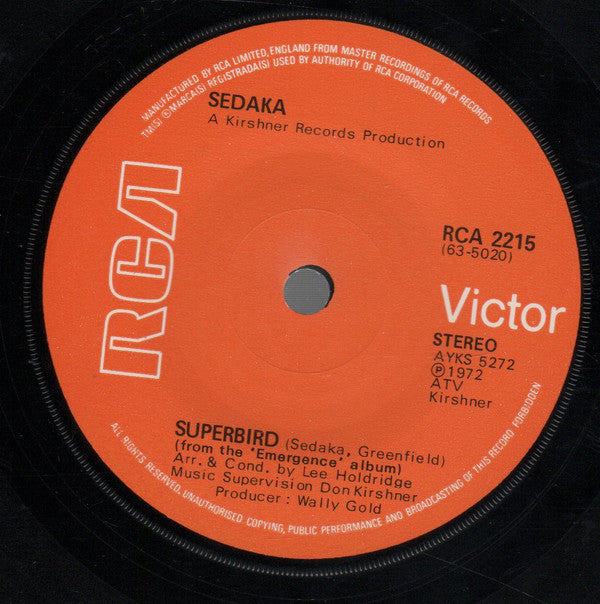 MANUFACTURED BY RCA LIMITED, ENGLAND FROM MASTER RECORDINGS OF RCA RECORDS
TM(S) ® MARCA(S) REGISTRADA(S) USED BY AUTHORITY OF RCA CORPORATION
SEDAKA
A Kirshner Records Production
RCA
RCA 2215
(63-5020)
Victor
STEREO
AYKS 5272
℗ 1972
ATV
Kirshner
SUPERBIRD (Sedaka, Greenfield)
(from the 'Emergence' album)
Arr. & Cond. by Lee Holdridge
Music Supervision Don Kirshner
Producer : Wally Gold
ALL RIGHTS RESERVED, UNAUTHORISED COPYING, PUBLIC PERFORMANCE AND BROADCASTING OF THIS RECORD FORBIDDEN